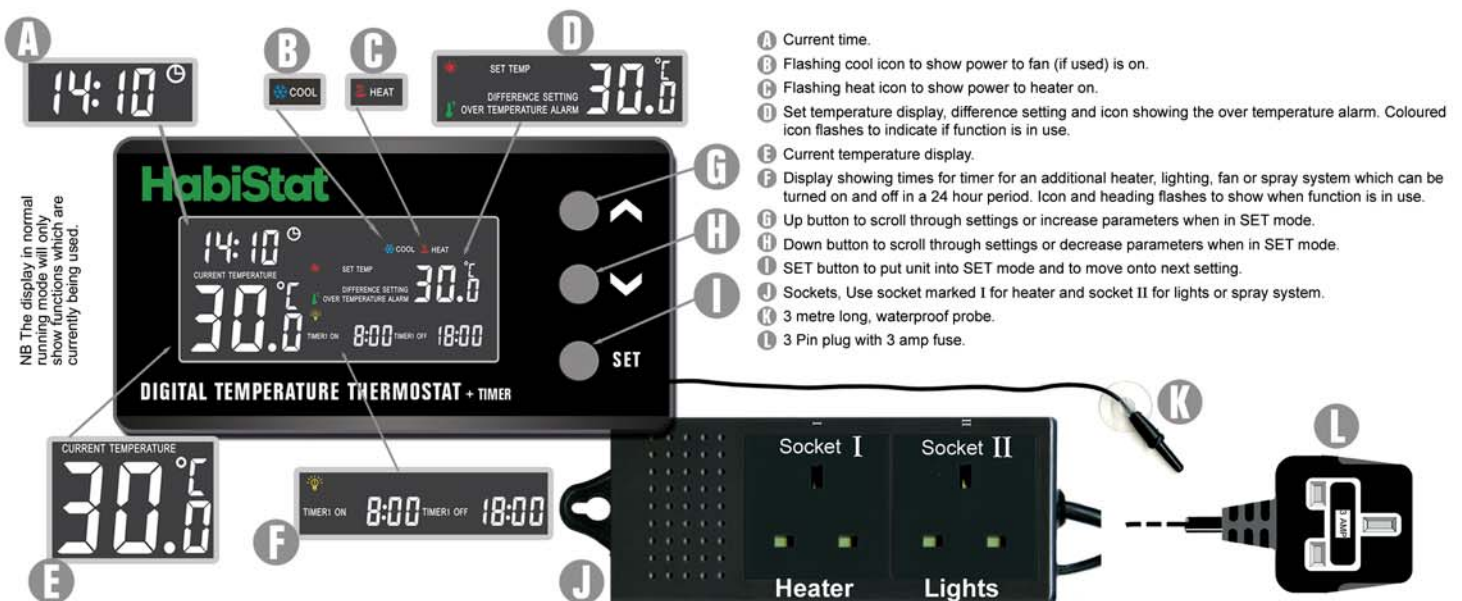 A
14:10
B
COOL
C
HEAT
D
SET TEMP
DIFFERENCE SETTING
OVER TEMPERATURE ALARM
30.0°C
A Current time.
B Flashing cool icon to show power to fan (if used) is on.
C Flashing heat icon to show power to heater on.
D Set temperature display, difference setting and icon showing the over temperature alarm. Coloured
icon flashes to indicate if function is in use.
E Current temperature display.
F Display showing times for timer for an additional heater, lighting, fan or spray system which can be
turned on and off in a 24 hour period. Icon and heading flashes to show when function is in use.
G Up button to scroll through settings or increase parameters when in SET mode.
H Down button to scroll through settings or decrease parameters when in SET mode.
I SET button to put unit into SET mode and to move onto next setting.
J Sockets, Use socket marked I for heater and socket II for lights or spray system.
K 3 metre long, waterproof probe.
L 3 Pin plug with 3 amp fuse.
NB The display in normal
running mode will only
show functions which are
currently being used.
HabiStat
14:10
COOL HEAT
CURRENT TEMPERATURE
30.0°C
SET TEMP
DIFFERENCE SETTING
OVER TEMPERATURE ALARM
30.0°C
TIMER1 ON 8:00 TIMER1 OFF 18:00
G
H
I
SET
DIGITAL TEMPERATURE THERMOSTAT + TIMER
E
CURRENT TEMPERATURE
30.0°C
F
TIMER1 ON 8:00 TIMER1 OFF 18:00
J
I II
Socket I Socket II
Heater Lights
K
L
3 AMP